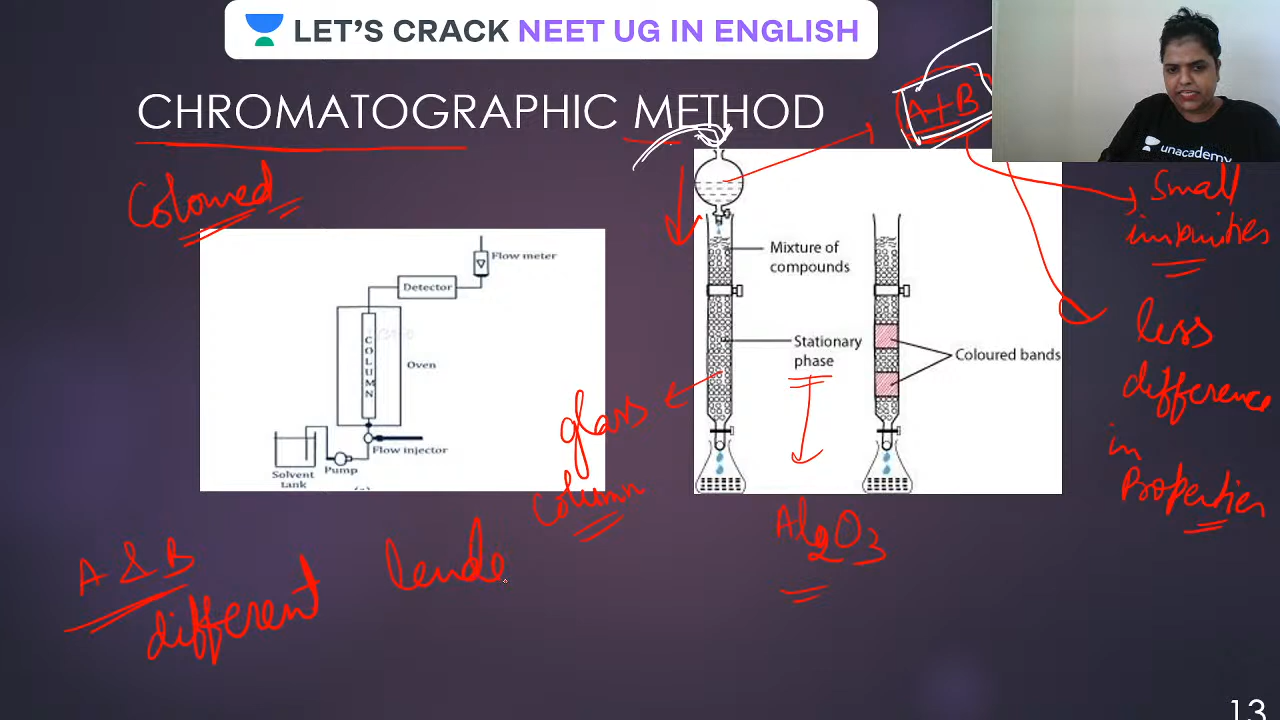 LET'S CRACK NEET UG IN ENGLISH
CHROMATOGRAPHIC METHOD
A+B
unacademy
Coloured
Small
impurities
Flow meter
Detector
COLUMN
Oven
Flow injector
Pump
Solvent
tank
Mixture of
compounds
Stationary
phase
Coloured bands
less
difference
in
Properties
glass
column
Al2O3
A & B
different
tende
13